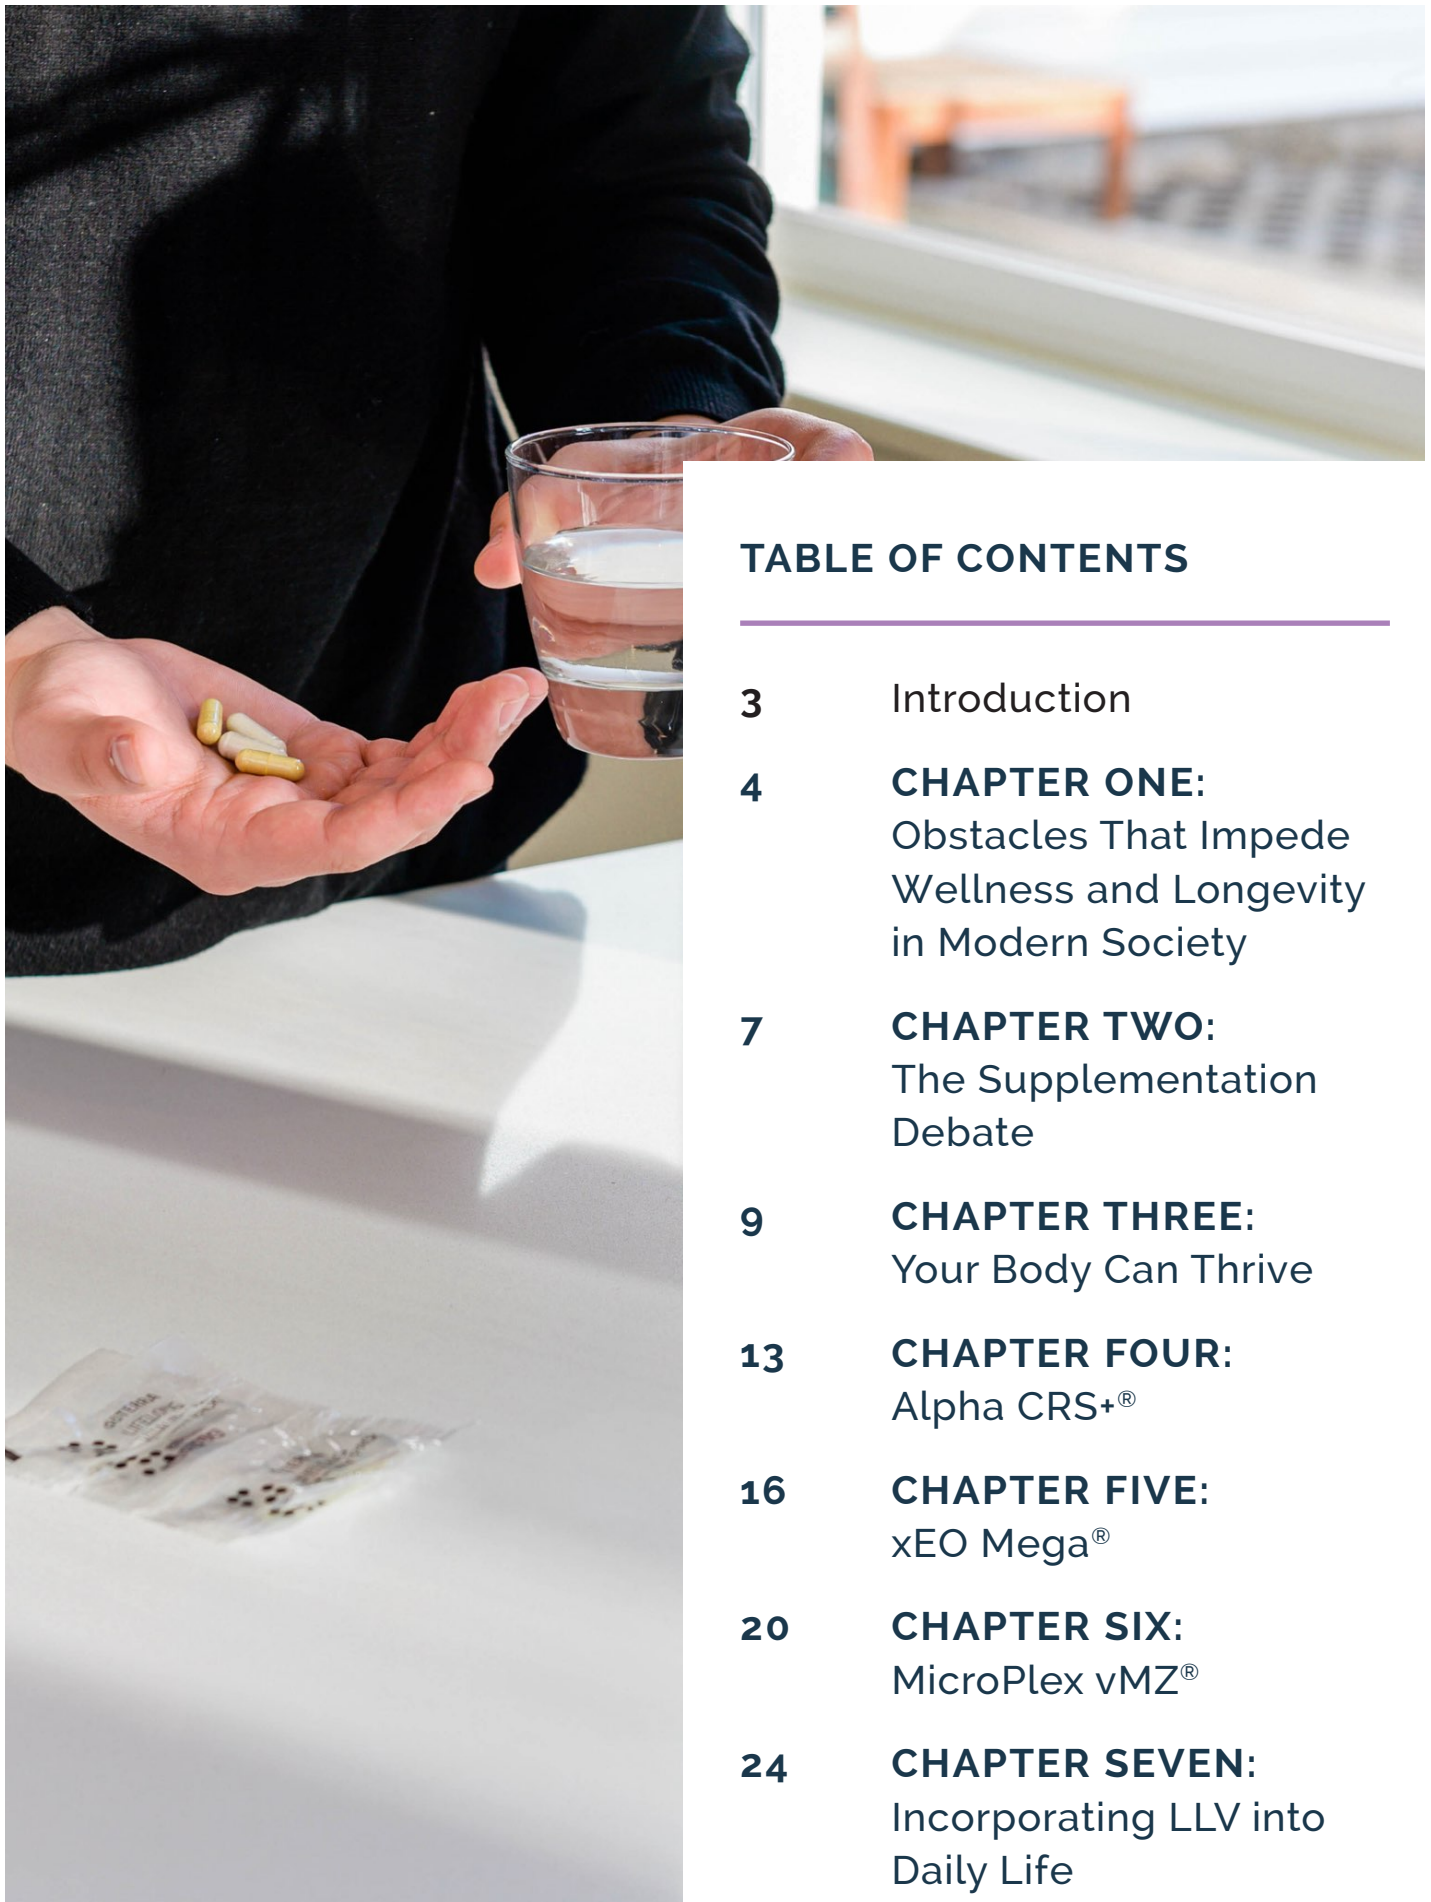 TABLE OF CONTENTS
3 Introduction
4 CHAPTER ONE:
Obstacles That Impede
Wellness and Longevity
in Modern Society
7 CHAPTER TWO:
The Supplementation
Debate
9 CHAPTER THREE:
Your Body Can Thrive
13 CHAPTER FOUR:
Alpha CRS+®
16 CHAPTER FIVE:
xEO Mega®
20 CHAPTER SIX:
MicroPlex vMZ®
24 CHAPTER SEVEN:
Incorporating LLV into
Daily Life